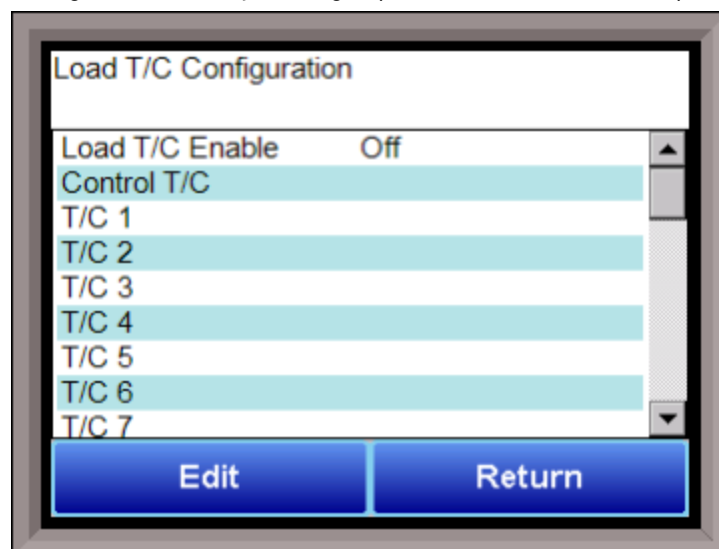 Load T/C Configuration
Load T/C Enable Off
Control T/C
T/C 1
T/C 2
T/C 3
T/C 4
T/C 5
T/C 6
T/C 7
Edit Return